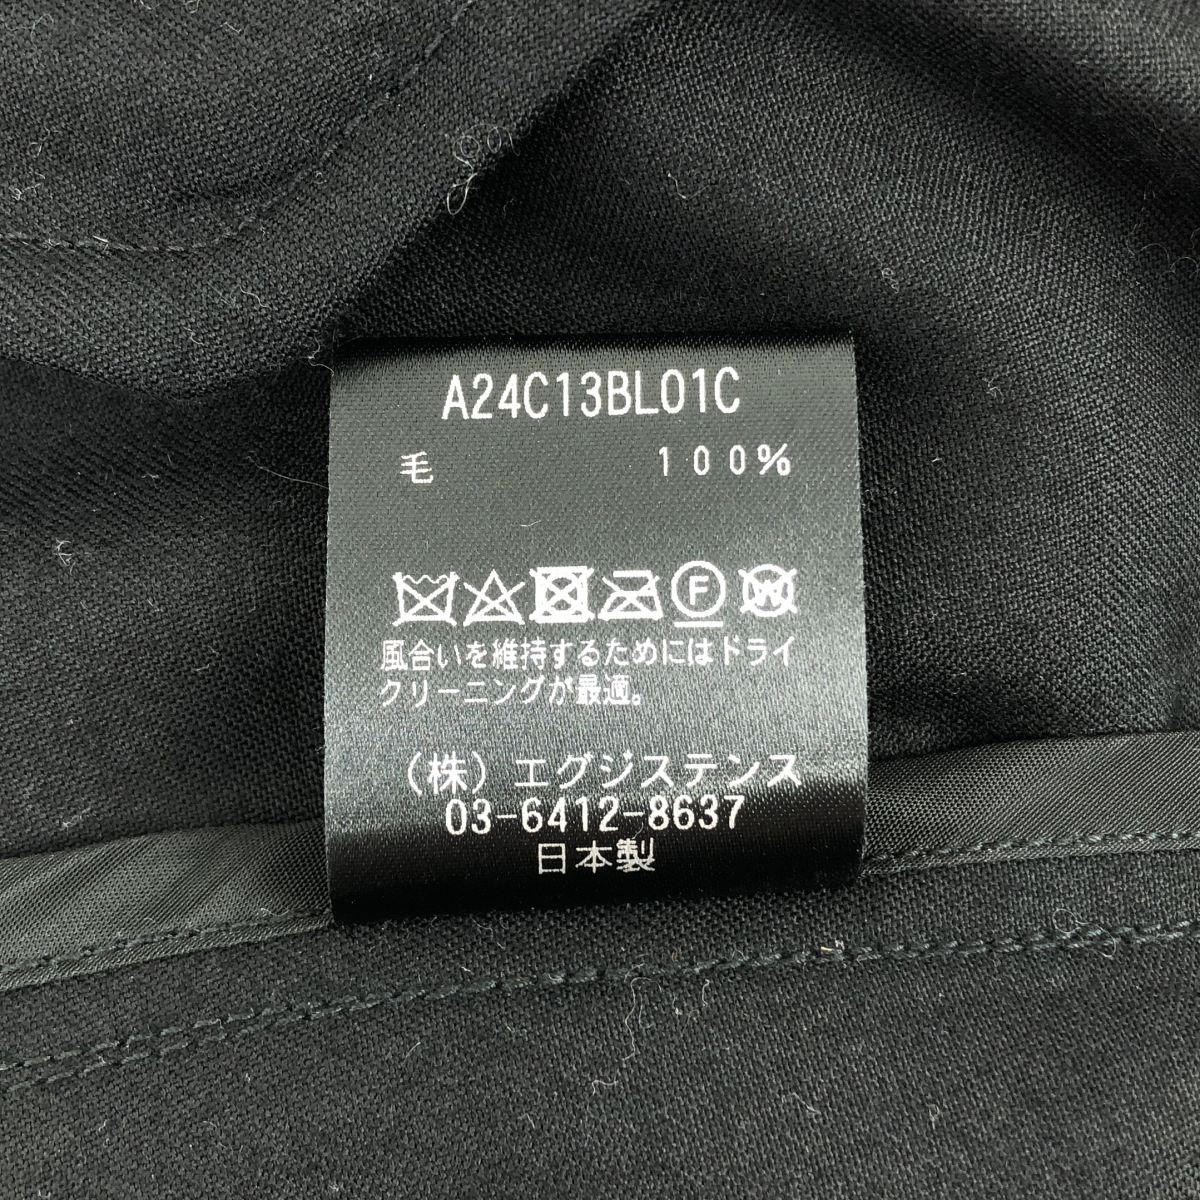 A24C13BL01C
毛 100%
F W
風合いを維持するためにはドライ
クリーニングが最適。
（株）エグジステンス
03-6412-8637
日本製